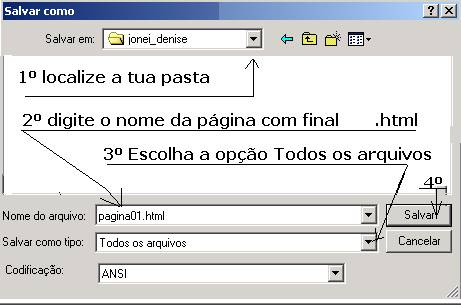 Salvar como
Salvar em: jonei_denise
1º localize a tua pasta
2º digite o nome da página com final .html
3º Escolha a opção Todos os arquivos
4º
Nome do arquivo: pagina01.html Salvar
Salvar como tipo: Todos os arquivos Cancelar
Codificação: ANSI